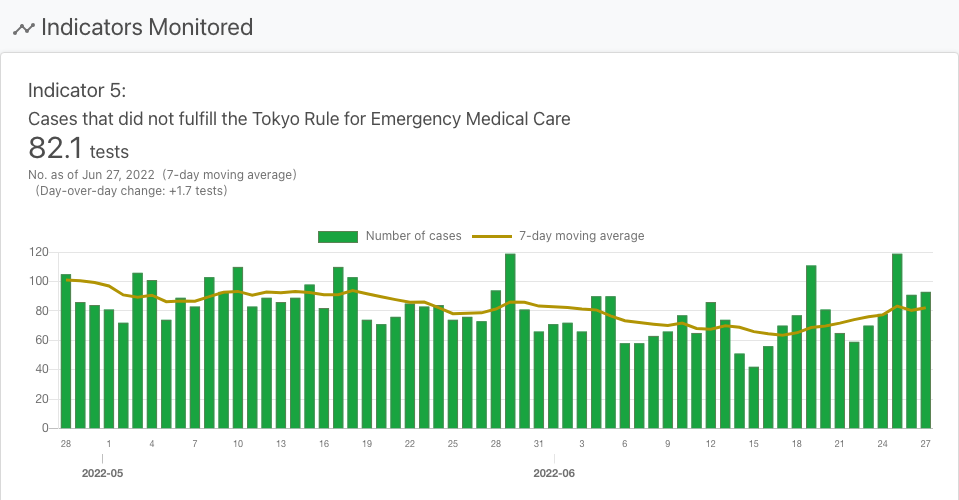 Indicators Monitored
Indicator 5:
Cases that did not fulfill the Tokyo Rule for Emergency Medical Care
82.1 tests
No. as of Jun 27, 2022 (7-day moving average)
(Day-over-day change: +1.7 tests)
Number of cases 7-day moving average
120
100
80
60
40
20
0
28 1 4 7 10 13 16 19 22 25 28 31 3 6 9 12 15 18 21 24 27
2022-05 2022-06